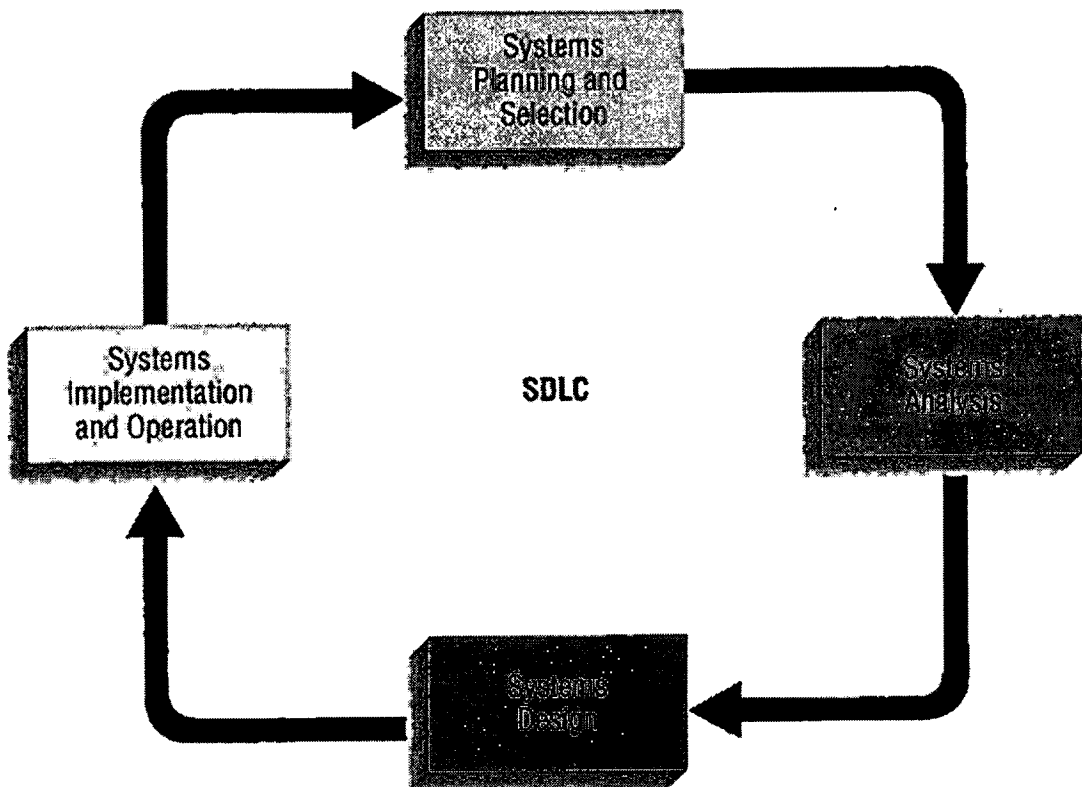 Systems
Planning and
Selection
Systems
Analysis
Systems
Design
Systems
Implementation
and Operation
SDLC